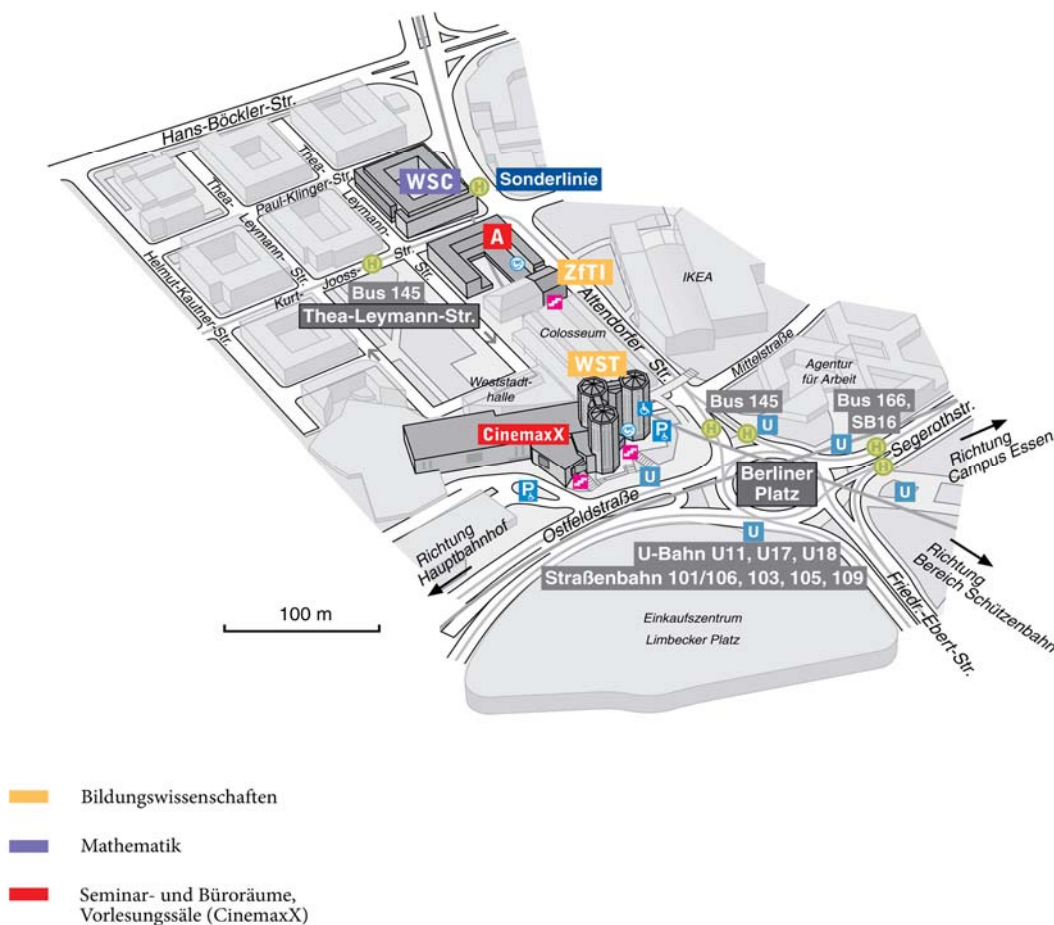 Hans-Böckler-Str.
Thea-
Leymann-
Str.
Paul-Klinger-Str.
Thea-
Leymann-
Str.
WSC
H
Sonderlinie
A
ZfTI
IKEA
Helmut-Käutner-Str.
Kurt-
Jooss-
Str.
H
Bus 145
Thea-Leymann-Str.
Altendorfer Str.
Colosseum
Mittelstraße
WST
Weststadt-
halle
Agentur
für Arbeit
Bus 145
Bus 166,
SB16
CinemaxX
P
H
H
U
U
H
H
Segerothstr.
Richtung
Campus Essen
P
U
Berliner
Platz
U
Ostfeldstraße
Richtung
Hauptbahnhof
U
U-Bahn U11, U17, U18
Straßenbahn 101/106, 103, 105, 109
Richtung
Bereich Schützenbahn
Friedr.-Ebert-Str.
100 m
Einkaufszentrum
Limbecker Platz
Bildungswissenschaften
Mathematik
Seminar- und Büroräume,
Vorlesungssäle (CinemaxX)